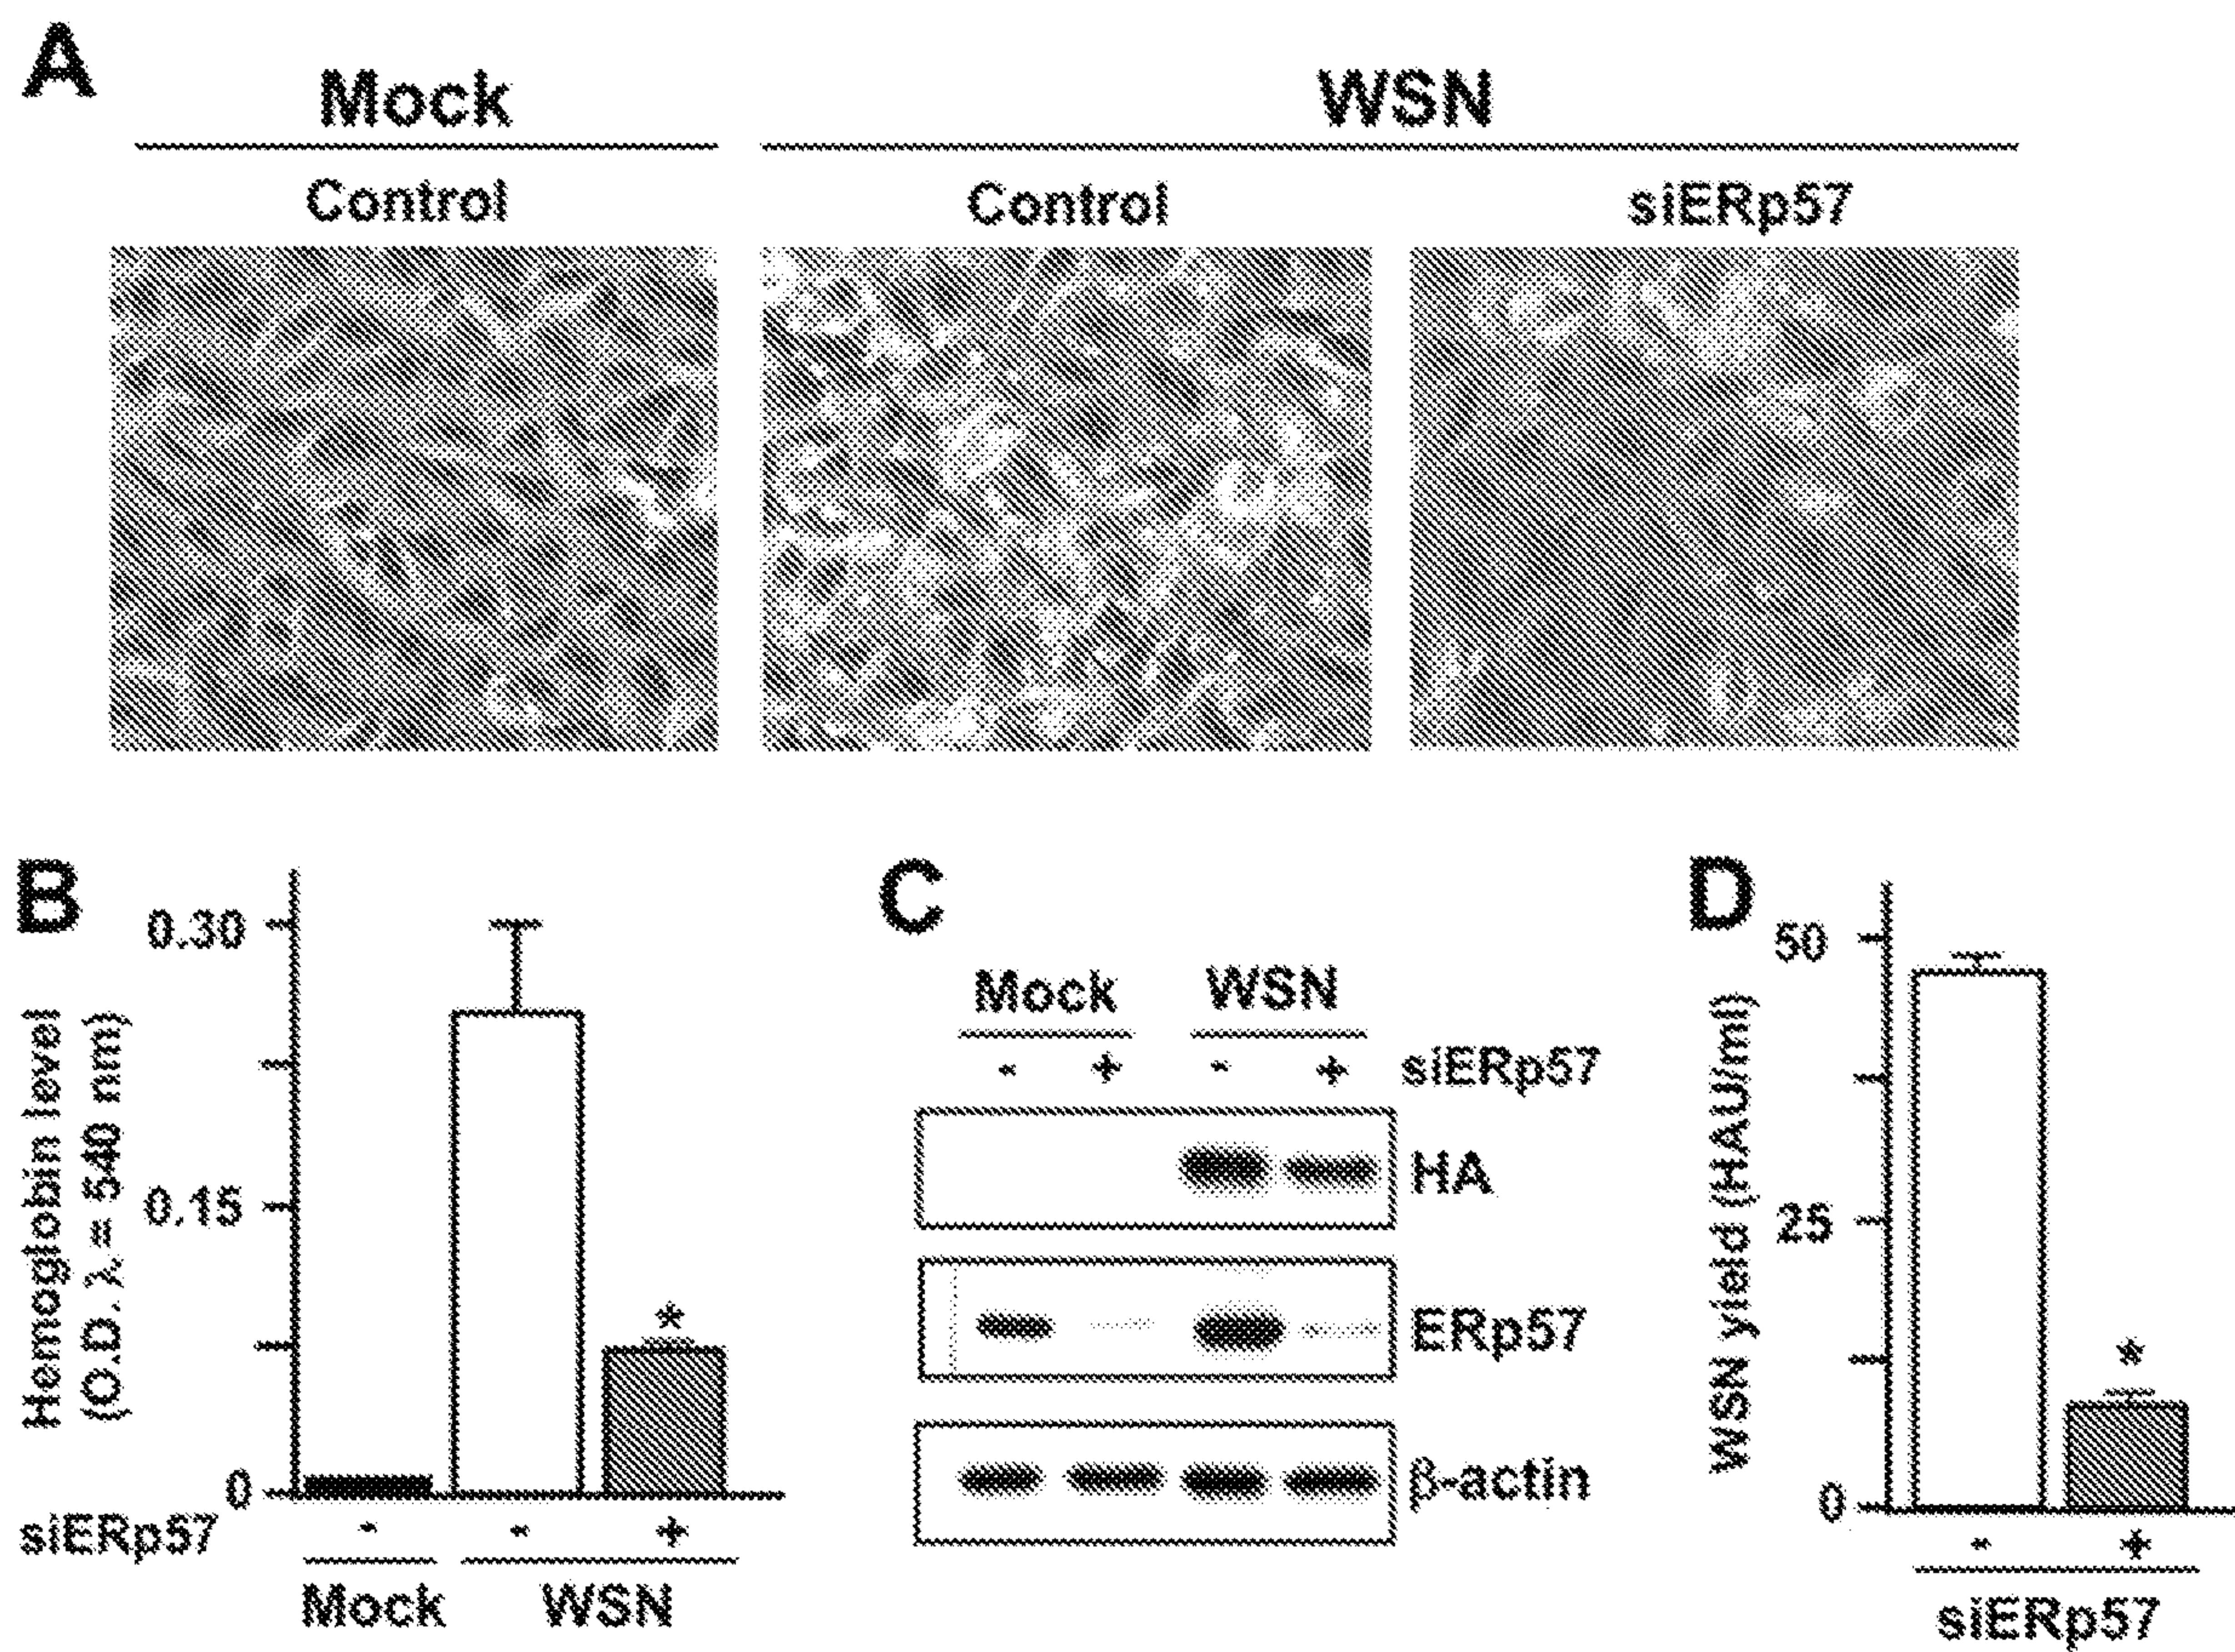 A
Mock WSN
Control Control siERp57
B
Hemoglobin level
(O.D. λ = 540 nm)
0.30
0.15
0
siERp57 - - +
Mock WSN
*
C
Mock WSN
- + - + siERp57
HA
ERp57
β-actin
D
WSN yield (HAU/ml)
50
25
0
*
- +
siERp57